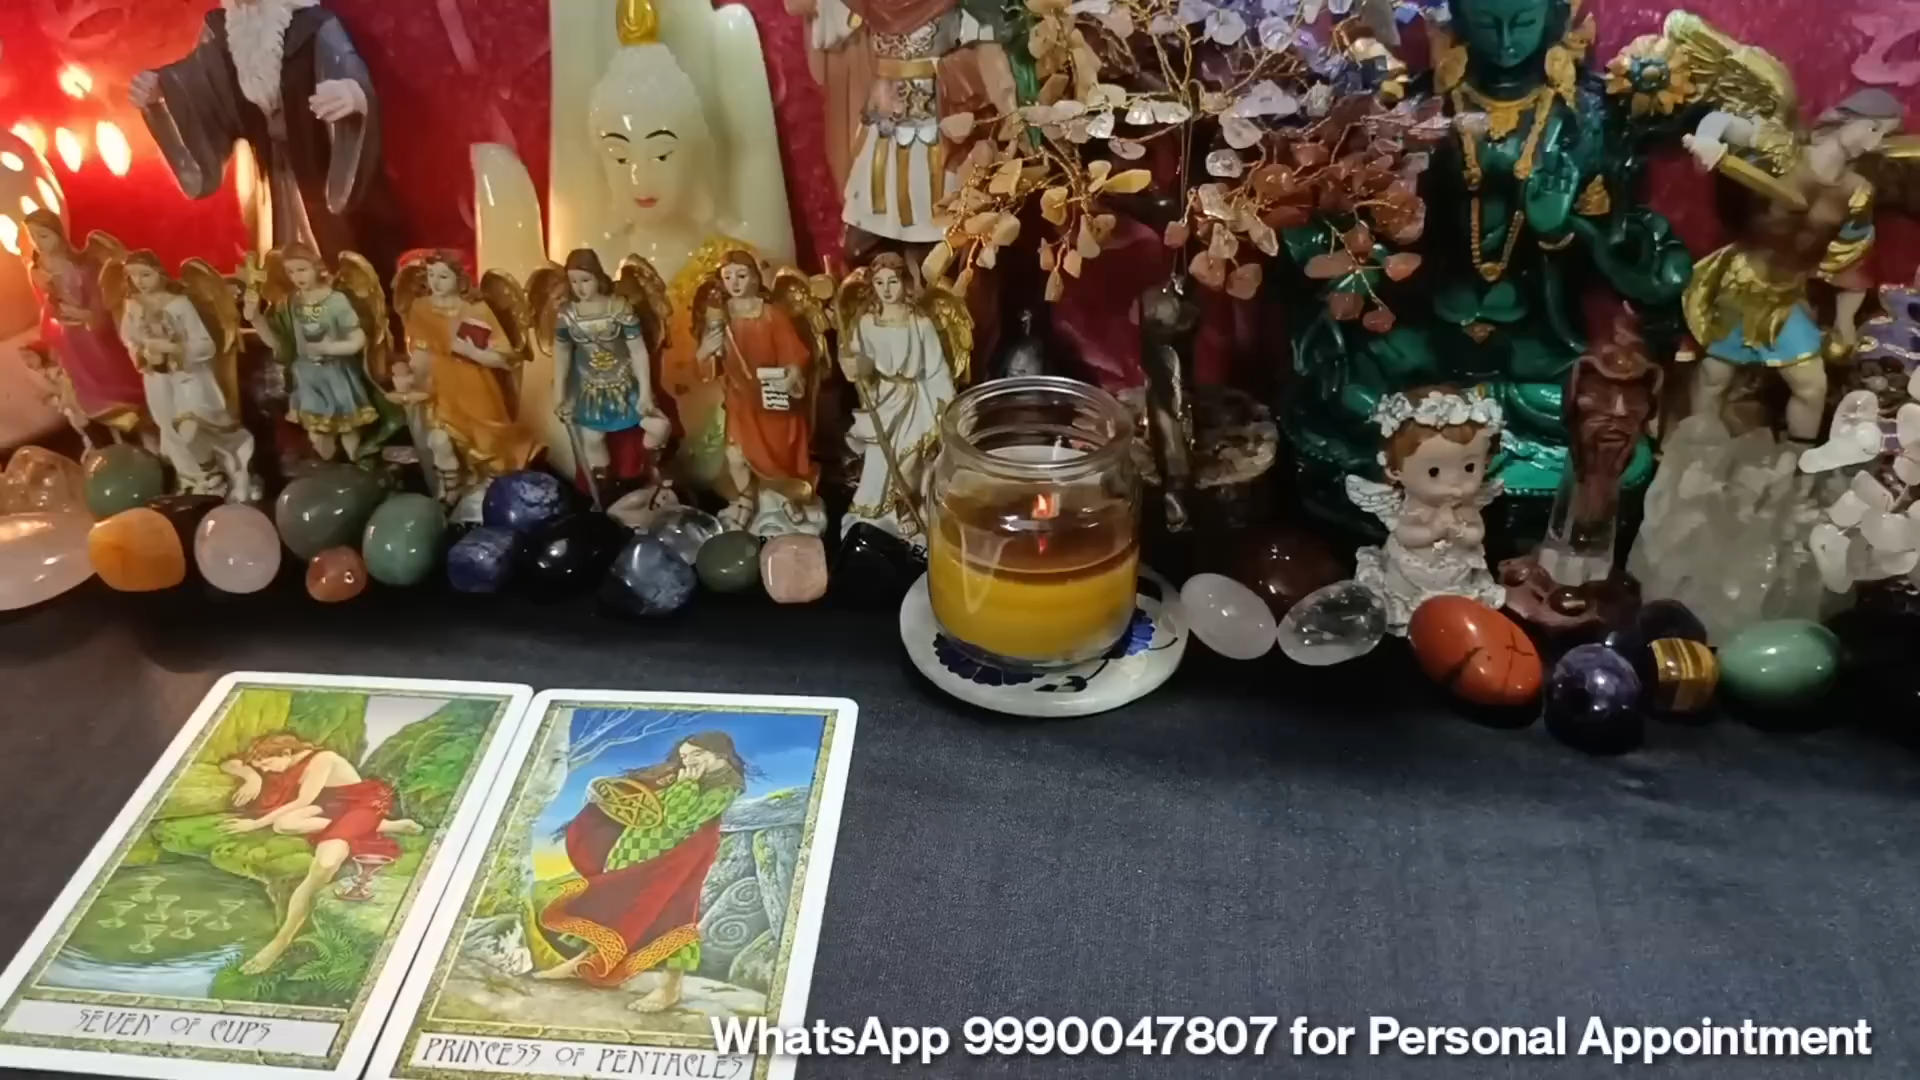 SEVEN OF CUPS
PRINCESS OF PENTACLES
WhatsApp 9990047807 for Personal Appointment